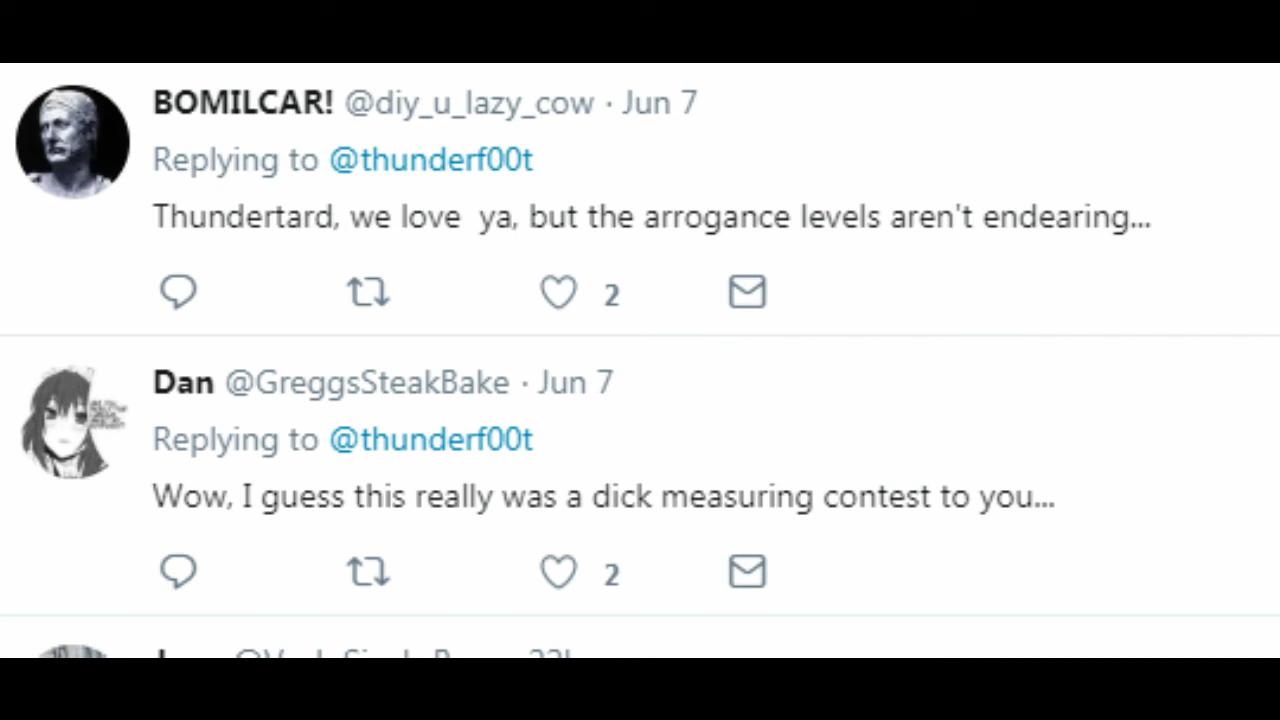 BOMILCAR! @diy_u_lazy_cow · Jun 7
Replying to @thunderf00t
Thundertard, we love  ya, but the arrogance levels aren't endearing...
2
Dan @GreggsSteakBake · Jun 7
Replying to @thunderf00t
Wow, I guess this really was a dick measuring contest to you...
2